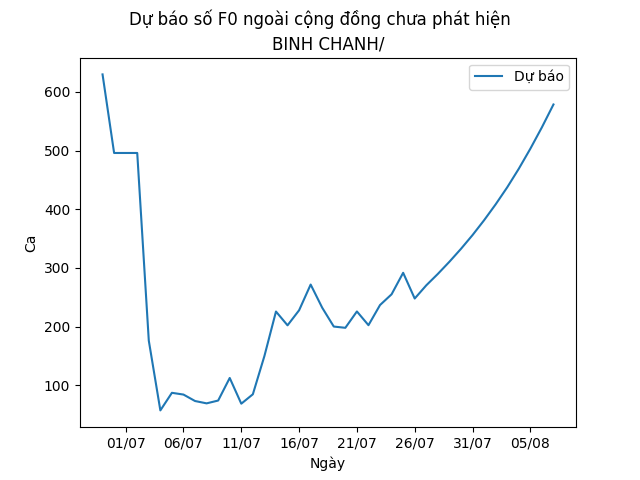 Dự báo số F0 ngoài cộng đồng chưa phát hiện
BINH CHANH/
Dự báo
600
500
400
300
200
100
Ca
01/07 06/07 11/07 16/07 21/07 26/07 31/07 05/08
Ngày